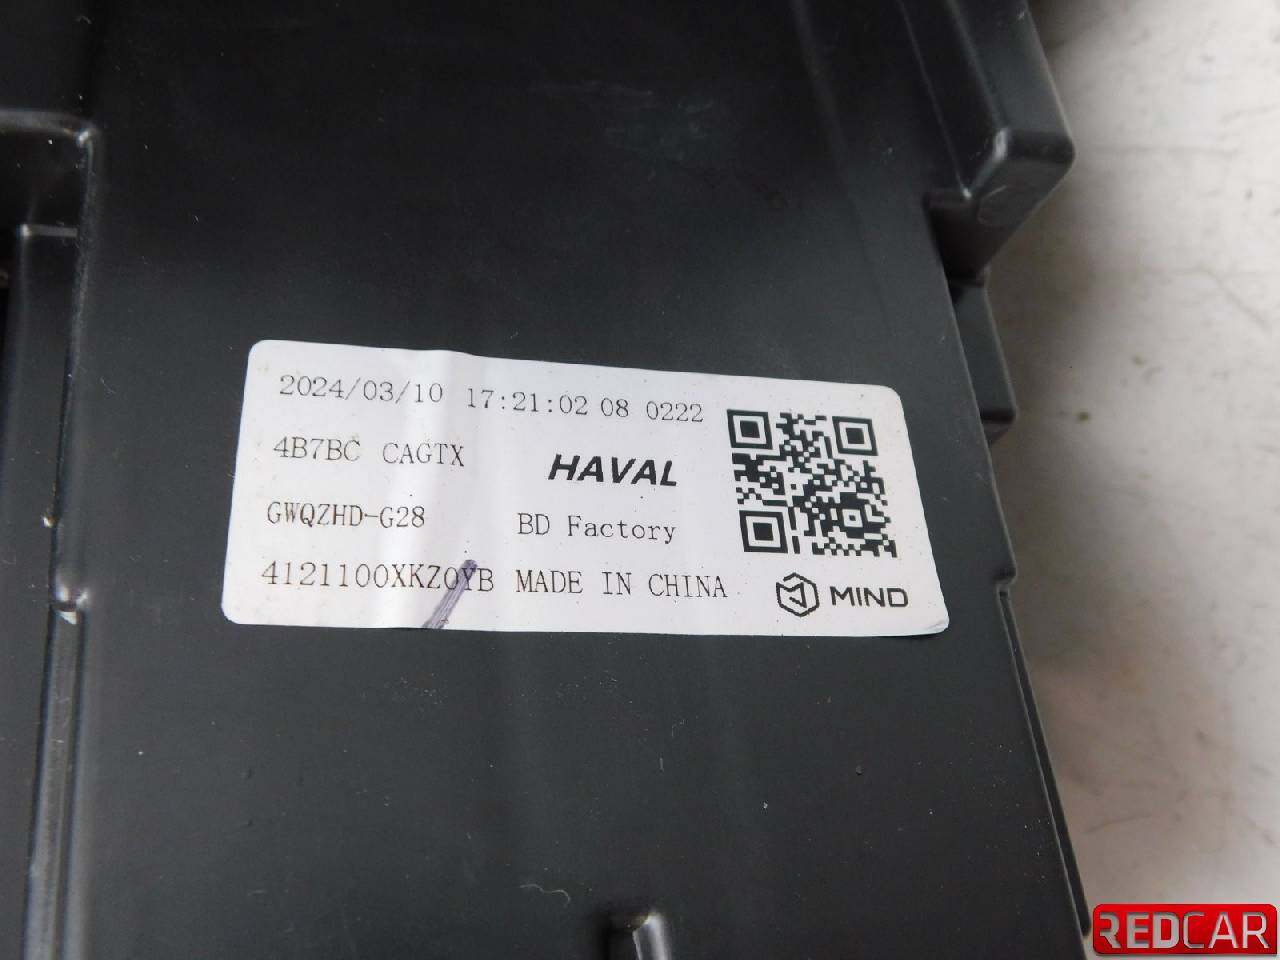 2024/03/10 17:21:02 08 0222
4B7BC CAGTX
HAVAL
GWQZHD-G28
BD Factory
4121100XKZ0YB MADE IN CHINA
MIND
REDCAR